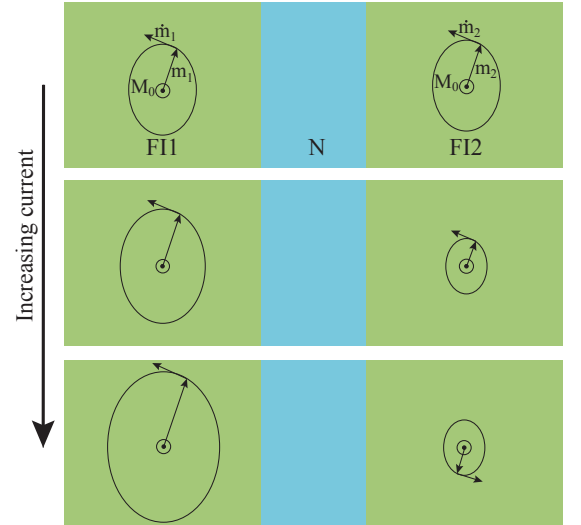 ṁ₁
ṁ₂
M₀ m₁
M₀ m₂
FI1 N FI2
Increasing current